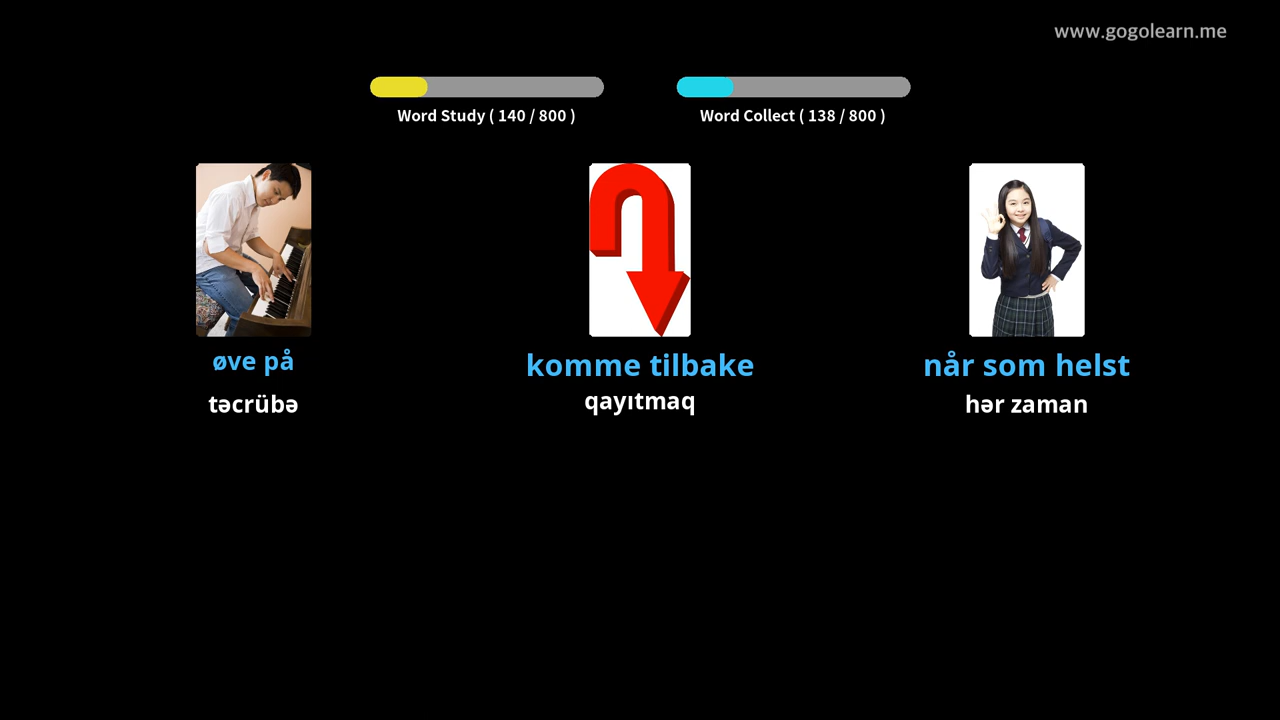 www.gogolearn.me
Word Study ( 140 / 800 )
Word Collect ( 138 / 800 )
øve på
komme tilbake
når som helst
təcrübə
qayıtmaq
hər zaman